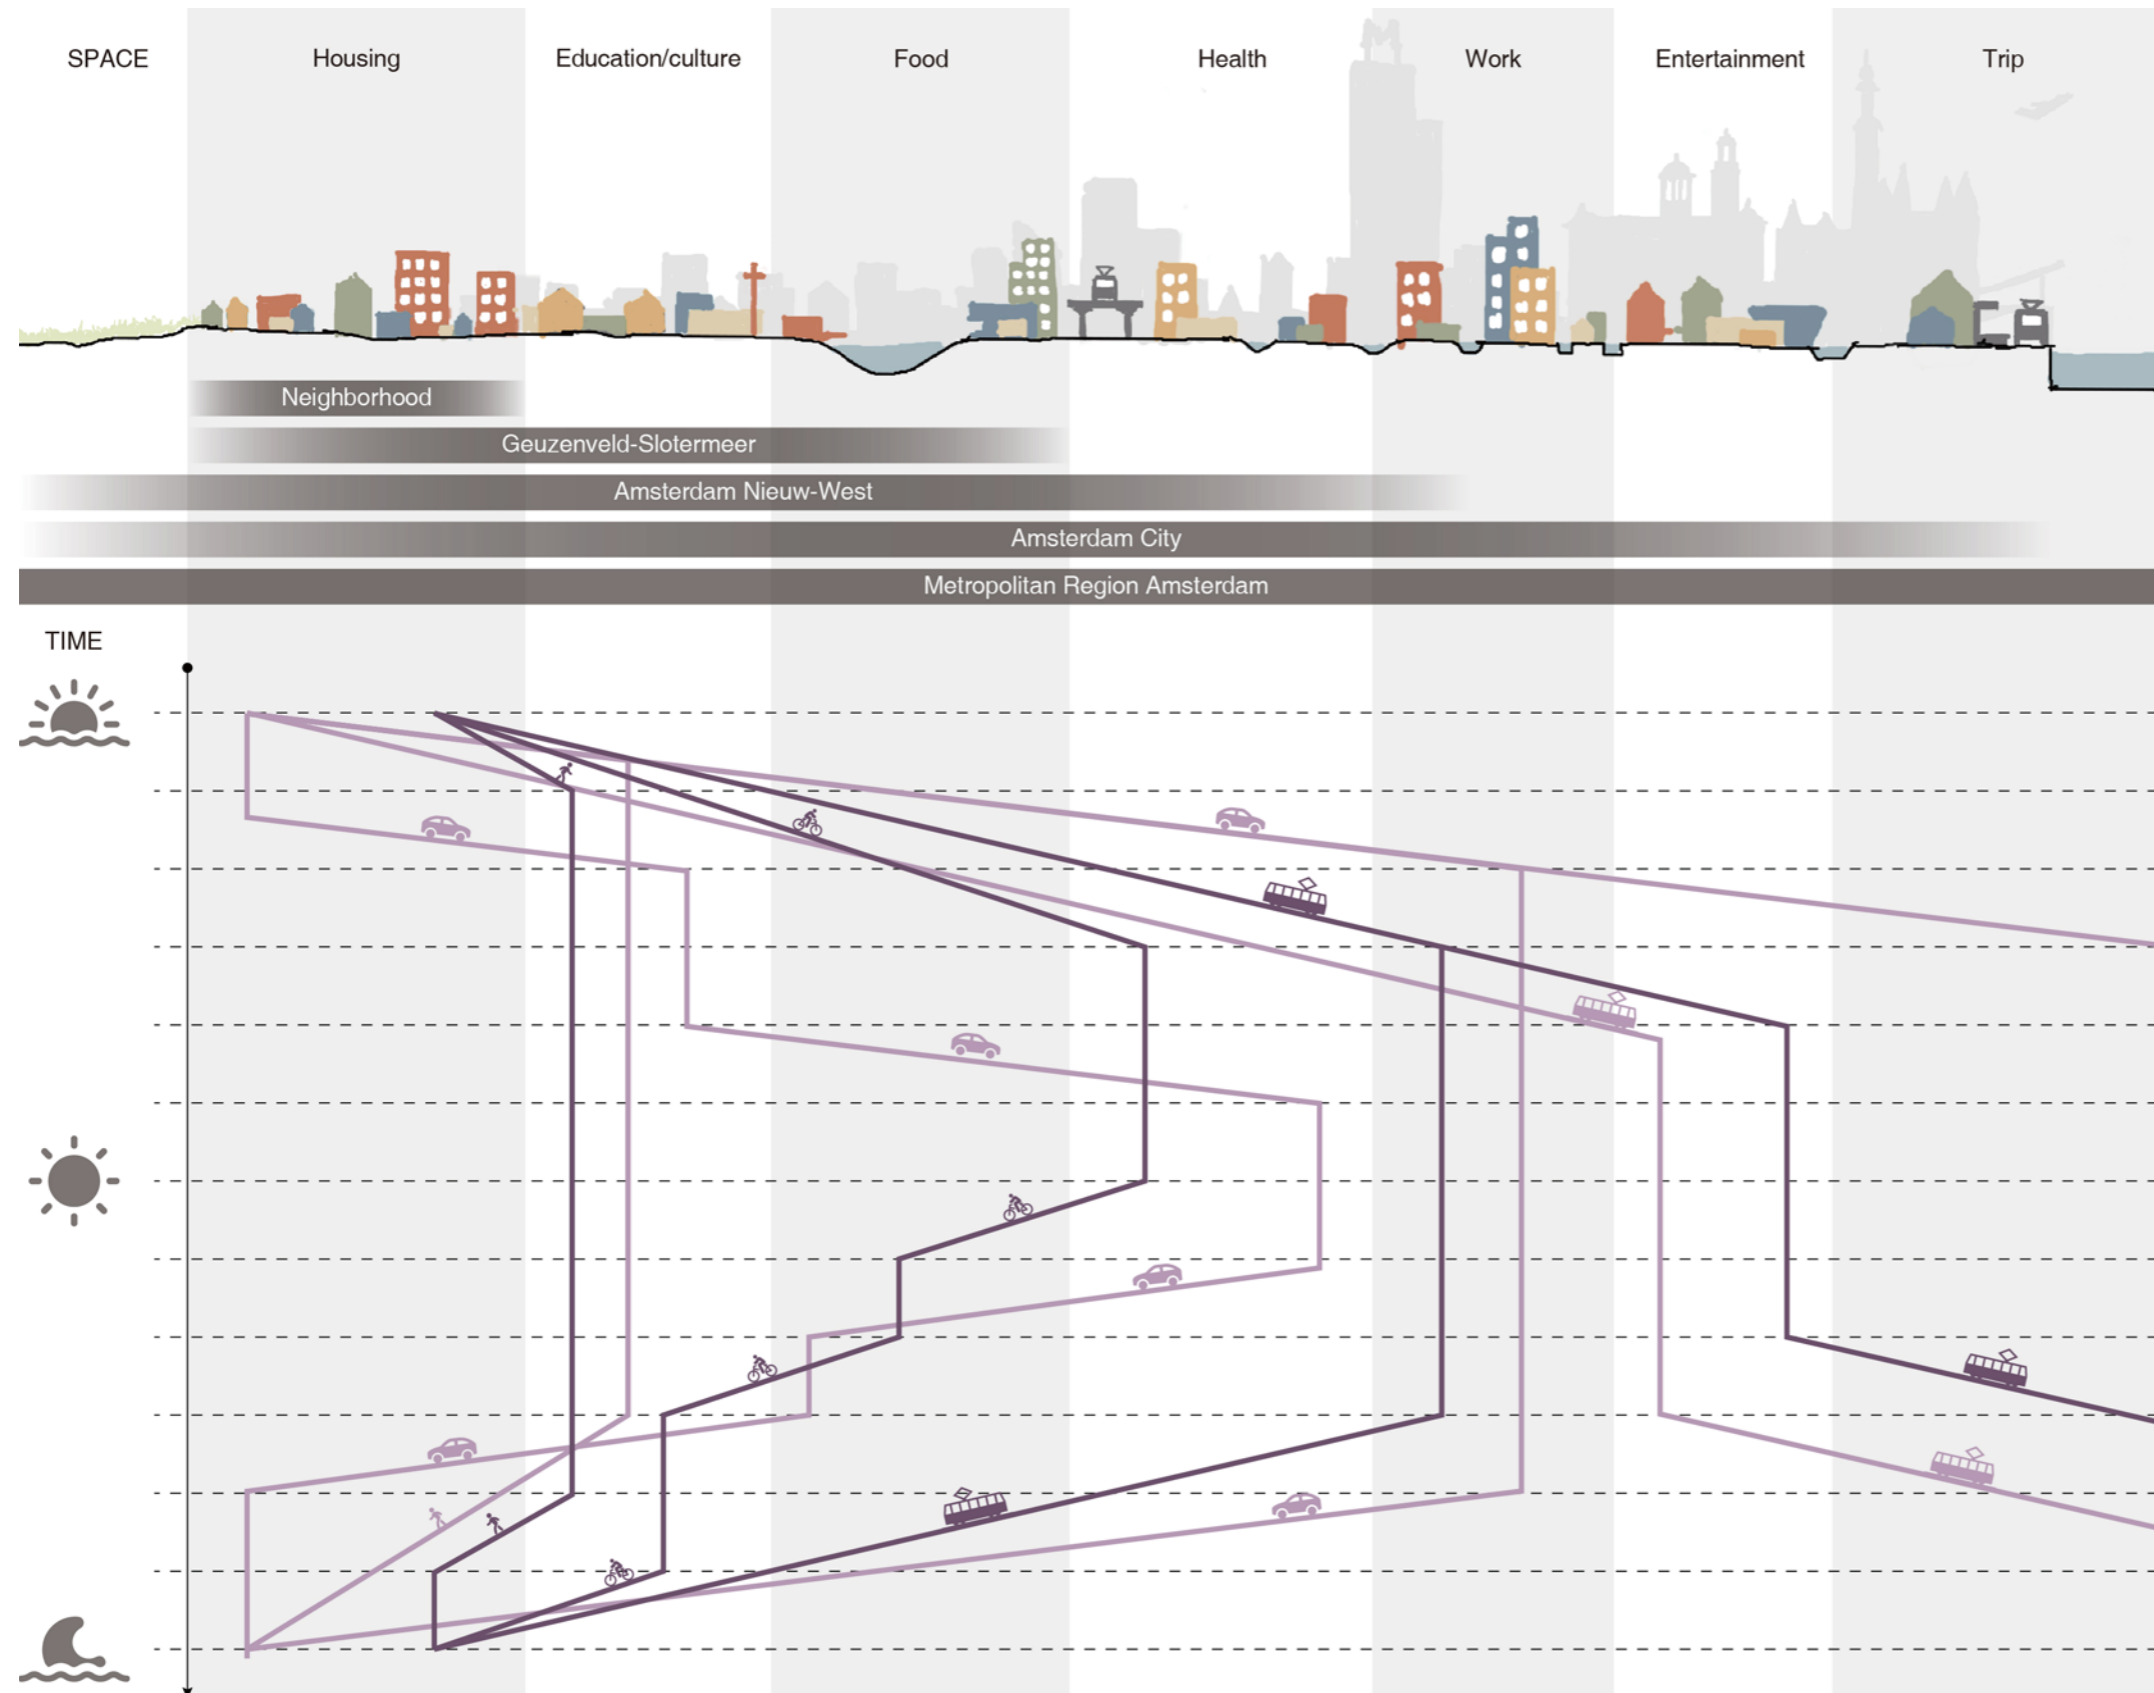 SPACE Housing Education/culture Food Health Work Entertainment Trip
Neighborhood
Geuzenveld-Slotermeer
Amsterdam Nieuw-West
Amsterdam City
Metropolitan Region Amsterdam
TIME